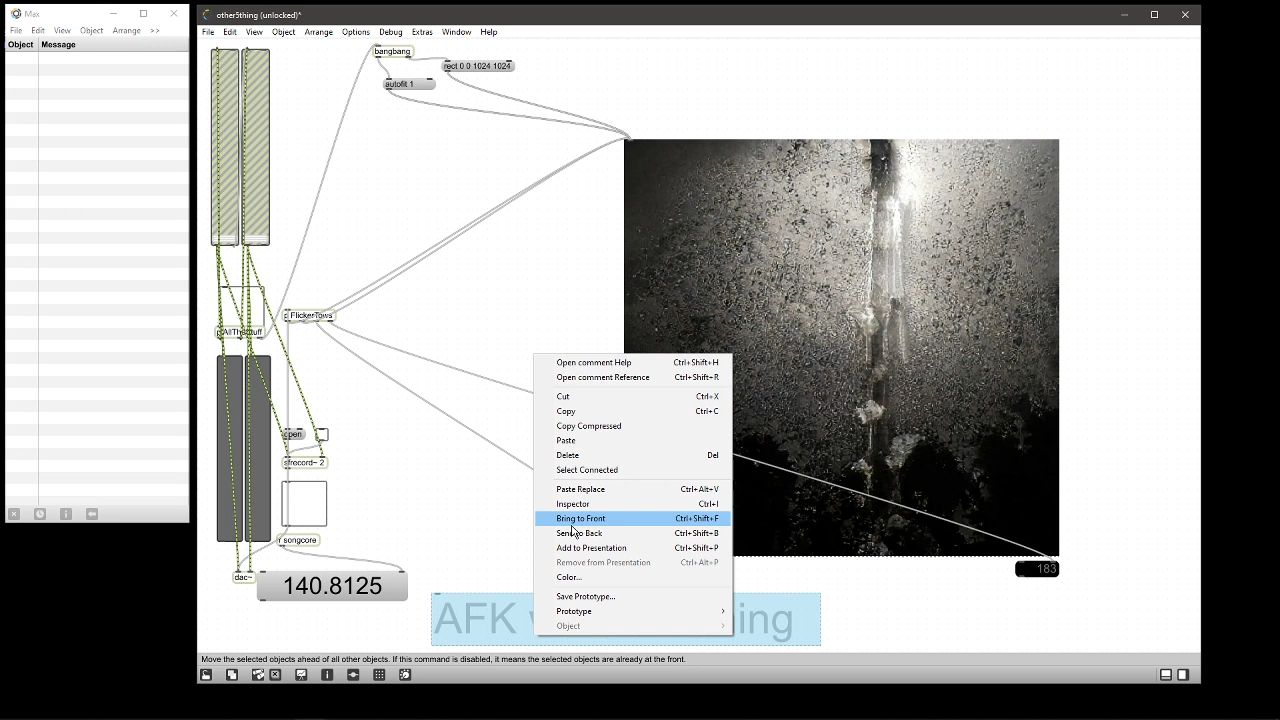 Max
File Edit View Object Arrange >>
Object Message
other5thing (unlocked)*
File Edit View Object Arrange Options Debug Extras Window Help
bangbang
rect 0 0 1024 1024
autofit 1
p FlickerTows
open
sfrecord~ 2
r songcore
dac~
140.8125
183
AFK
Open comment Help Ctrl+Shift+H
Open comment Reference Ctrl+Shift+R
Cut Ctrl+X
Copy Ctrl+C
Copy Compressed
Paste
Delete Del
Select Connected
Paste Replace Ctrl+Alt+V
Inspector Ctrl+I
Bring to Front Ctrl+Shift+F
Send to Back Ctrl+Shift+B
Add to Presentation Ctrl+Shift+P
Remove from Presentation Ctrl+Alt+P
Color...
Save Prototype...
Prototype
Object
Move the selected objects ahead of all other objects. If this command is disabled, it means the selected objects are already at the front.